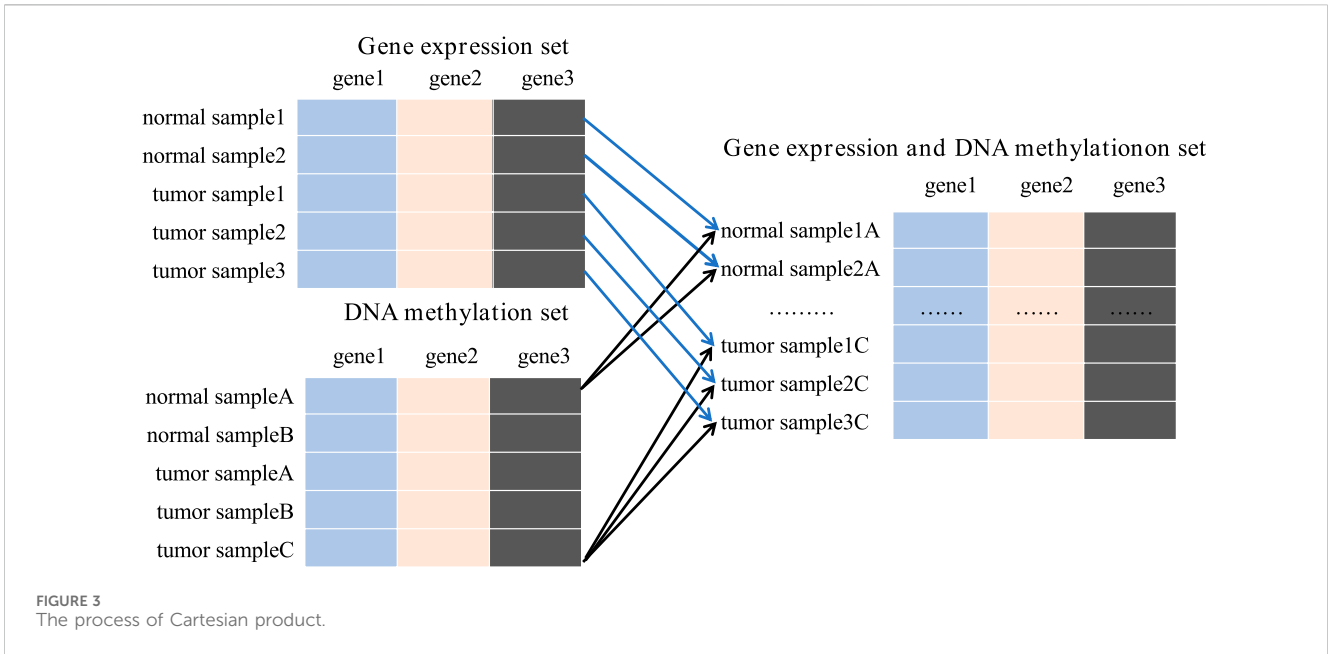 Gene expression set
gene1 gene2 gene3
normal sample1
normal sample2
tumor sample1
tumor sample2
tumor sample3
DNA methylation set
gene1 gene2 gene3
normal sampleA
normal sampleB
tumor sampleA
tumor sampleB
tumor sampleC
Gene expression and DNA methylationon set
gene1 gene2 gene3
normal sample1A
normal sample2A
......... ...... ...... ......
tumor sample1C
tumor sample2C
tumor sample3C
FIGURE 3
The process of Cartesian product.